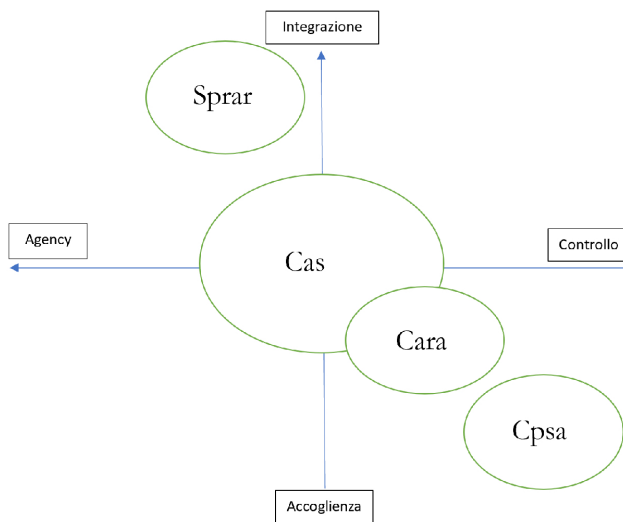 Integrazione
Sprar
Agency
Controllo
Cas
Cara
Cpsa
Accoglienza